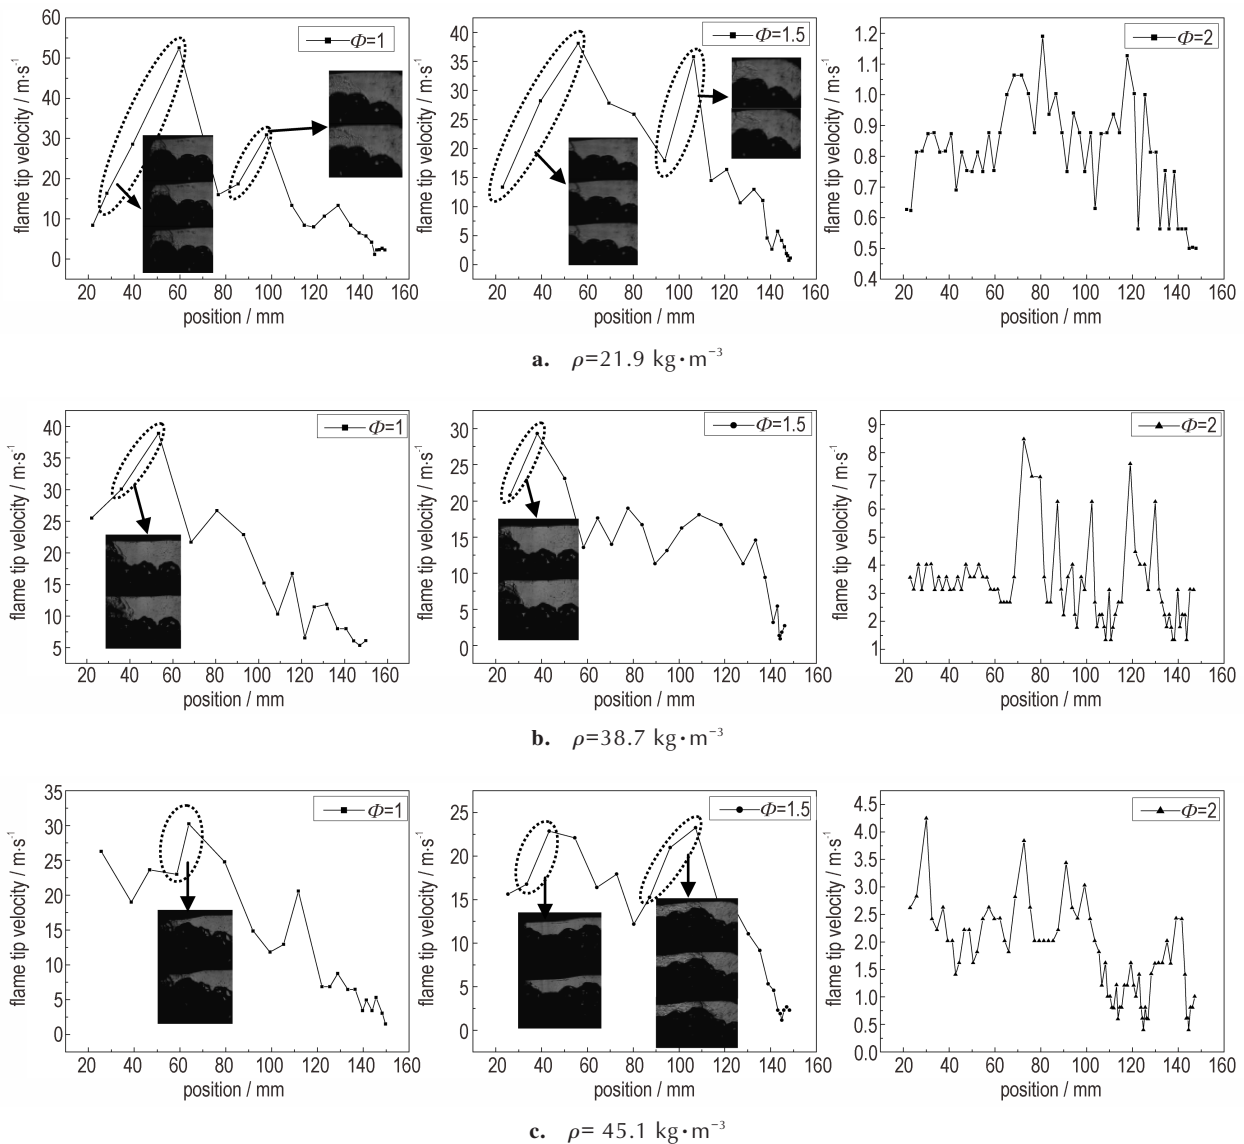 flame tip velocity / m·s⁻¹
60
50
40
30
20
10
0
Φ=1
20 40 60 80 100 120 140 160
position / mm
flame tip velocity / m·s⁻¹
40
35
30
25
20
15
10
5
0
Φ=1.5
20 40 60 80 100 120 140 160
position / mm
flame tip velocity / m·s⁻¹
1.2
1.1
1.0
0.9
0.8
0.7
0.6
0.5
0.4
Φ=2
20 40 60 80 100 120 140 160
position / mm
a. ρ=21.9 kg·m⁻³
flame tip velocity / m·s⁻¹
40
35
30
25
20
15
10
5
Φ=1
20 40 60 80 100 120 140 160
position / mm
flame tip velocity / m·s⁻¹
30
25
20
15
10
5
0
Φ=1.5
20 40 60 80 100 120 140 160
position / mm
flame tip velocity / m·s⁻¹
9
8
7
6
5
4
3
2
1
Φ=2
20 40 60 80 100 120 140 160
position / mm
b. ρ=38.7 kg·m⁻³
flame tip velocity / m·s⁻¹
35
30
25
20
15
10
5
0
Φ=1
20 40 60 80 100 120 140 160
position / mm
flame tip velocity / m·s⁻¹
25
20
15
10
5
0
Φ=1.5
20 40 60 80 100 120 140 160
position / mm
flame tip velocity / m·s⁻¹
4.5
4.0
3.5
3.0
2.5
2.0
1.5
1.0
0.5
0.0
Φ=2
20 40 60 80 100 120 140 160
position / mm
c. ρ= 45.1 kg·m⁻³